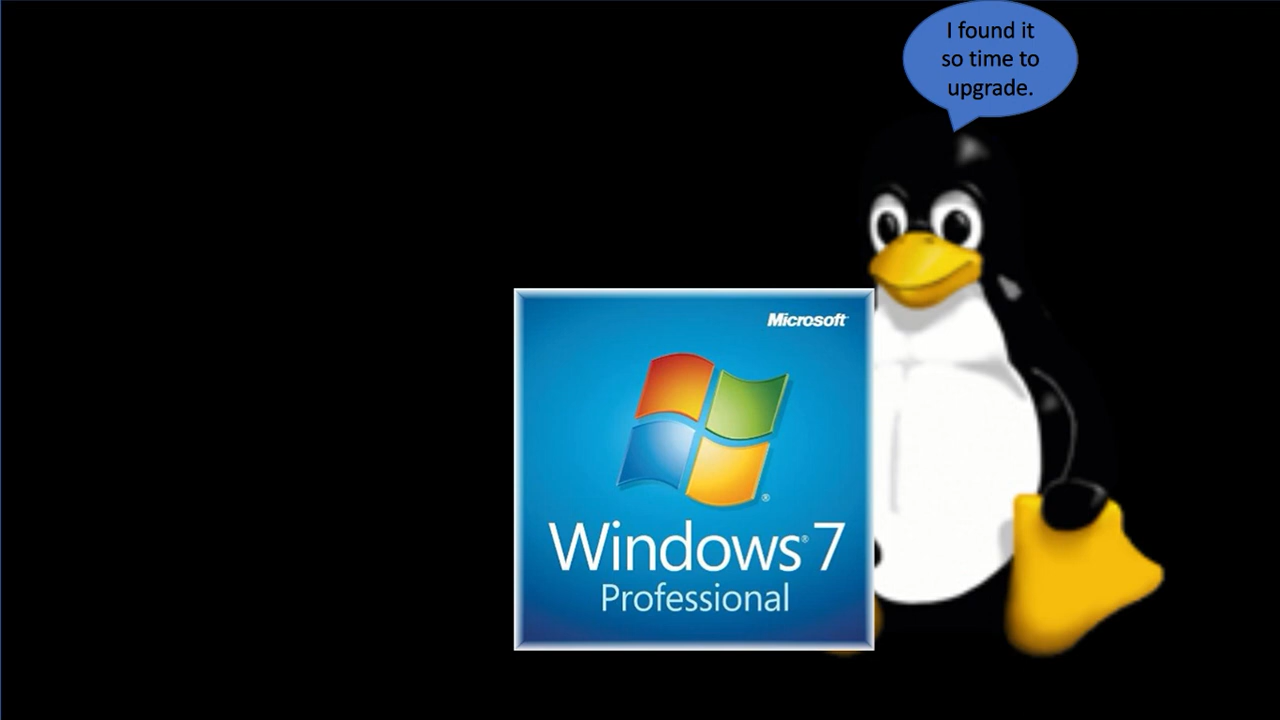 I found it
so time to
upgrade.
Microsoft
Windows® 7
Professional